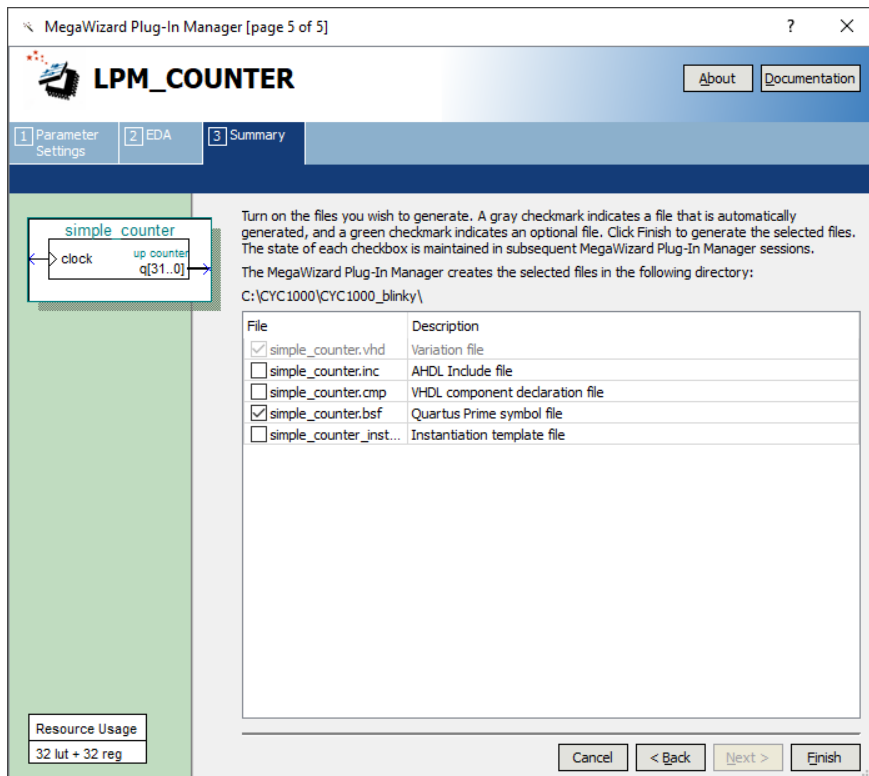 MegaWizard Plug-In Manager [page 5 of 5]
?
LPM_COUNTER
About
Documentation
1 Parameter Settings
2 EDA
3 Summary
simple_counter
clock
up counter
q[31..0]
Turn on the files you wish to generate. A gray checkmark indicates a file that is automatically
generated, and a green checkmark indicates an optional file. Click Finish to generate the selected files.
The state of each checkbox is maintained in subsequent MegaWizard Plug-In Manager sessions.
The MegaWizard Plug-In Manager creates the selected files in the following directory:
C:\CYC1000\CYC1000_blinky\
File Description
simple_counter.vhd Variation file
simple_counter.inc AHDL Include file
simple_counter.cmp VHDL component declaration file
simple_counter.bsf Quartus Prime symbol file
simple_counter_inst... Instantiation template file
Resource Usage
32 lut + 32 reg
Cancel
< Back
Next >
Finish